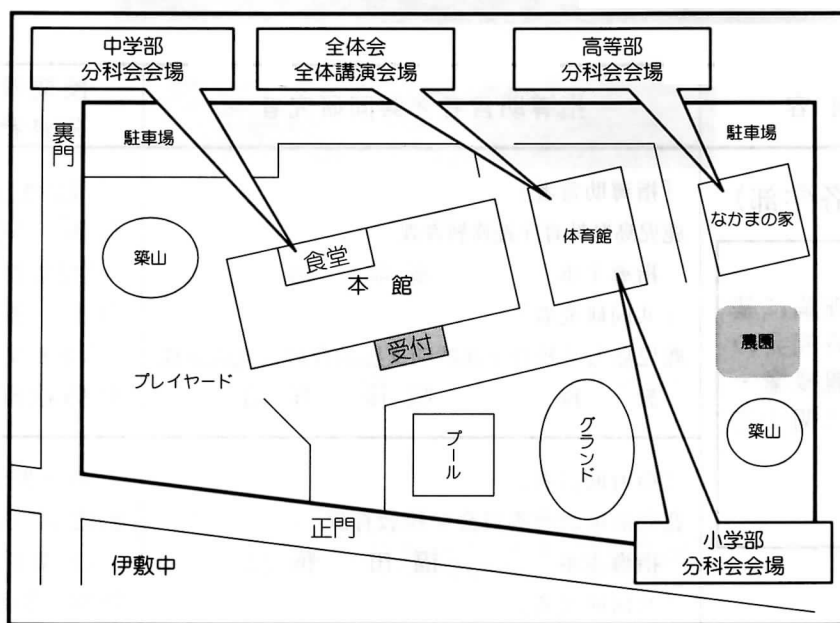 中学部
分科会会場
全体会
全体講演会場
高等部
分科会会場
裏門
駐車場
駐車場
築山
食堂
本館
体育館
なかまの家
受付
農園
プレイヤード
プール
グランド
築山
正門
伊敷中
小学部
分科会会場